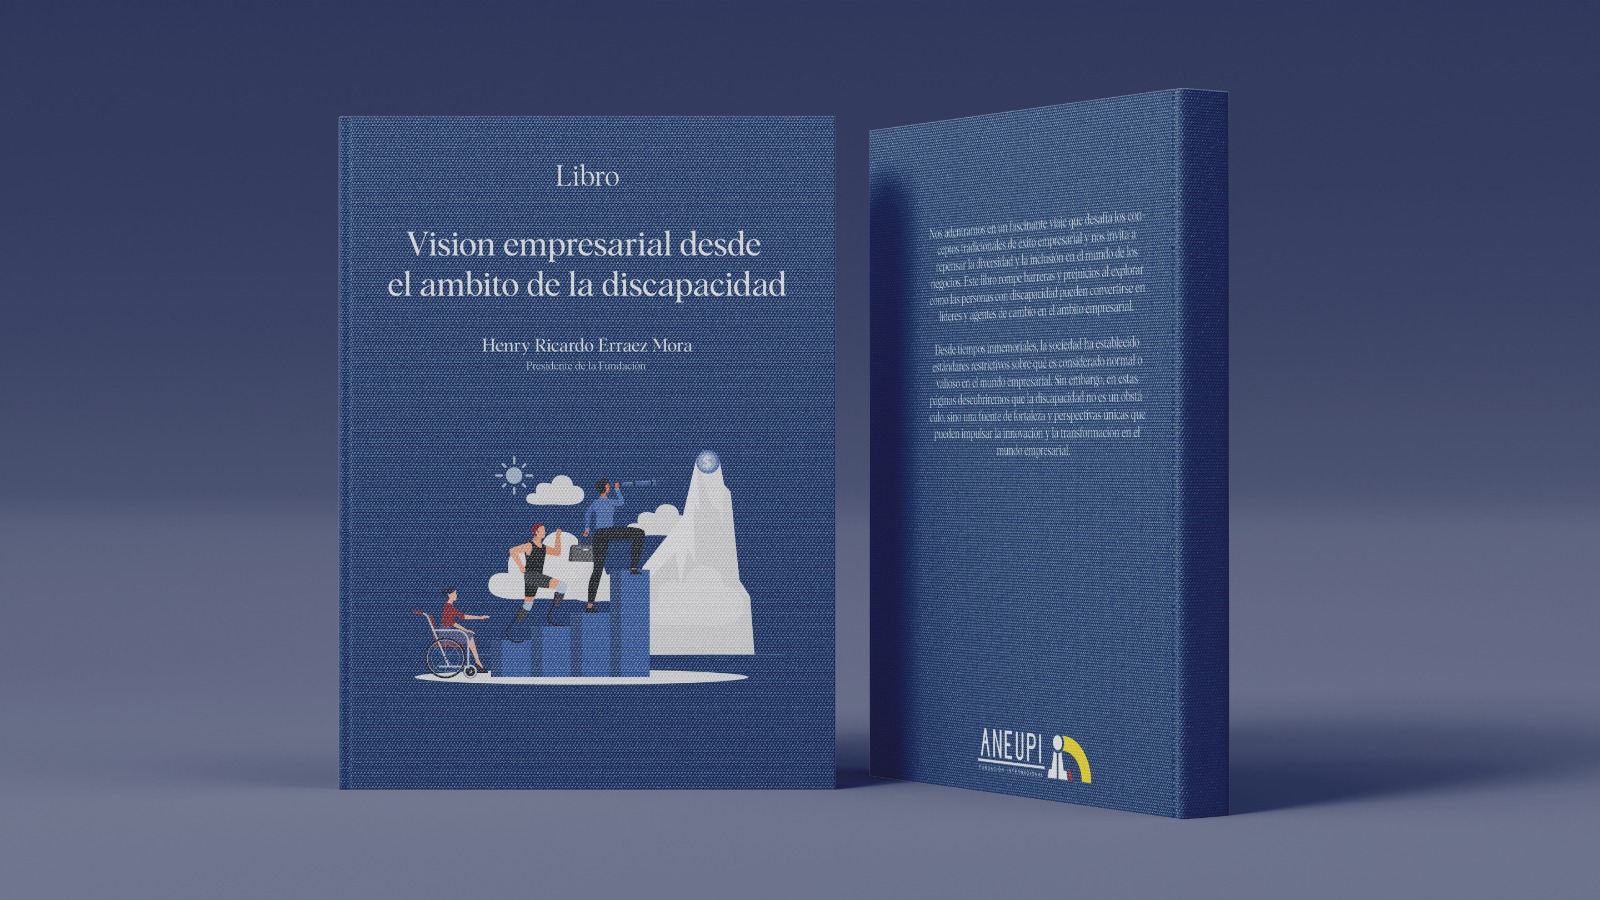 Libro
Vision empresarial desde
el ambito de la discapacidad
Henry Ricardo Erraez Mora
Presidente de la Fundación
$
Nos adentramos en un fascinante viaje que desafía los con-
ceptos tradicionales de éxito empresarial y nos invita a
repensar la diversidad y la inclusión en el mundo de los
negocios. Este libro rompe barreras y prejuicios al explorar
cómo las personas con discapacidad pueden convertirse en
líderes y agentes de cambio en el ámbito empresarial.
Desde tiempos inmemoriales, la sociedad ha establecido
estándares restrictivos sobre qué es considerado normal o
valioso en el mundo empresarial. Sin embargo, en estas
páginas descubriremos que la discapacidad no es un obstá-
culo, sino una fuente de fortaleza y perspectivas únicas que
pueden impulsar la innovación y la transformación en el
mundo empresarial.
ANEUPI
FUNDACIÓN INTERNACIONAL